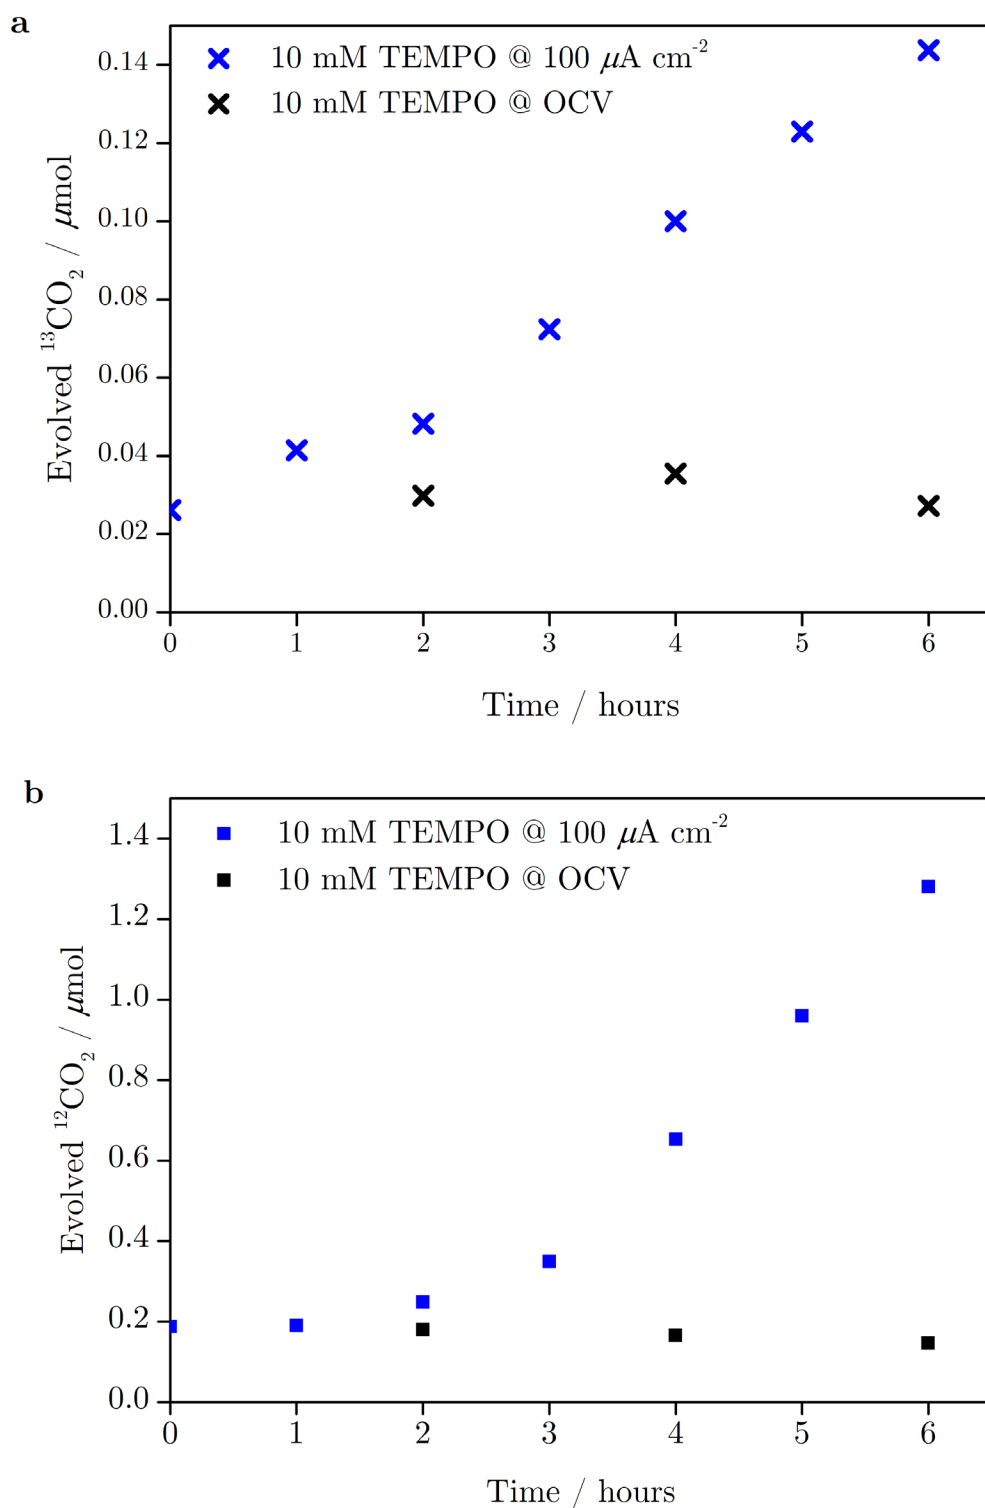 a
10 mM TEMPO @ 100 μA cm⁻²
10 mM TEMPO @ OCV
Evolved ¹³CO₂ / μmol
0.14
0.12
0.10
0.08
0.06
0.04
0.02
0.00
0 1 2 3 4 5 6
Time / hours
b
10 mM TEMPO @ 100 μA cm⁻²
10 mM TEMPO @ OCV
Evolved ¹²CO₂ / μmol
1.4
1.2
1.0
0.8
0.6
0.4
0.2
0.0
0 1 2 3 4 5 6
Time / hours